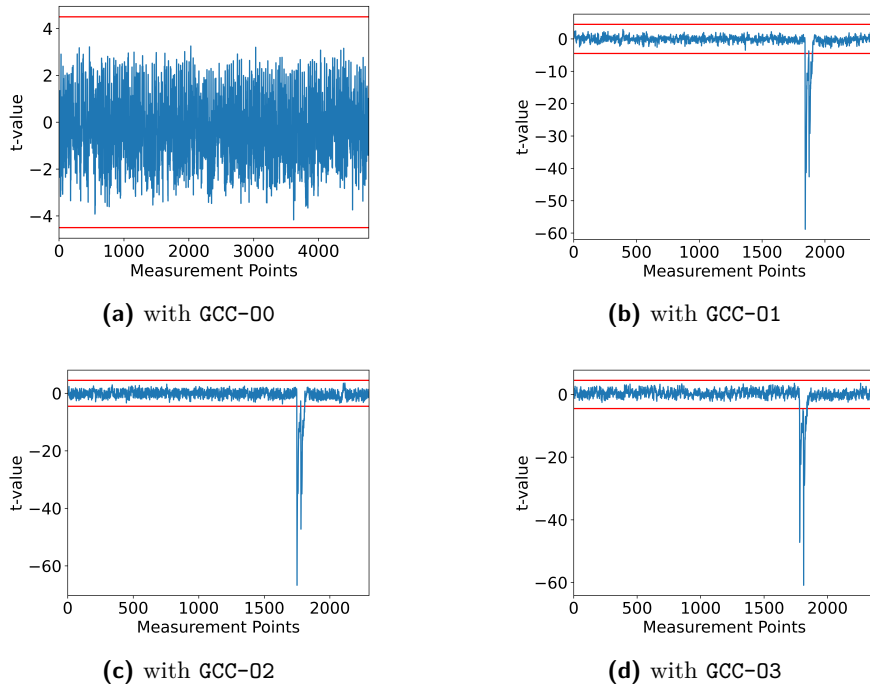 4
2
0
−2
−4
t-value
0 1000 2000 3000 4000
Measurement Points
(a) with GCC-O0
0
−10
−20
−30
−40
−50
−60
t-value
0 500 1000 1500 2000
Measurement Points
(b) with GCC-O1
0
−20
−40
−60
t-value
0 500 1000 1500 2000
Measurement Points
(c) with GCC-O2
0
−20
−40
−60
t-value
0 500 1000 1500 2000
Measurement Points
(d) with GCC-O3